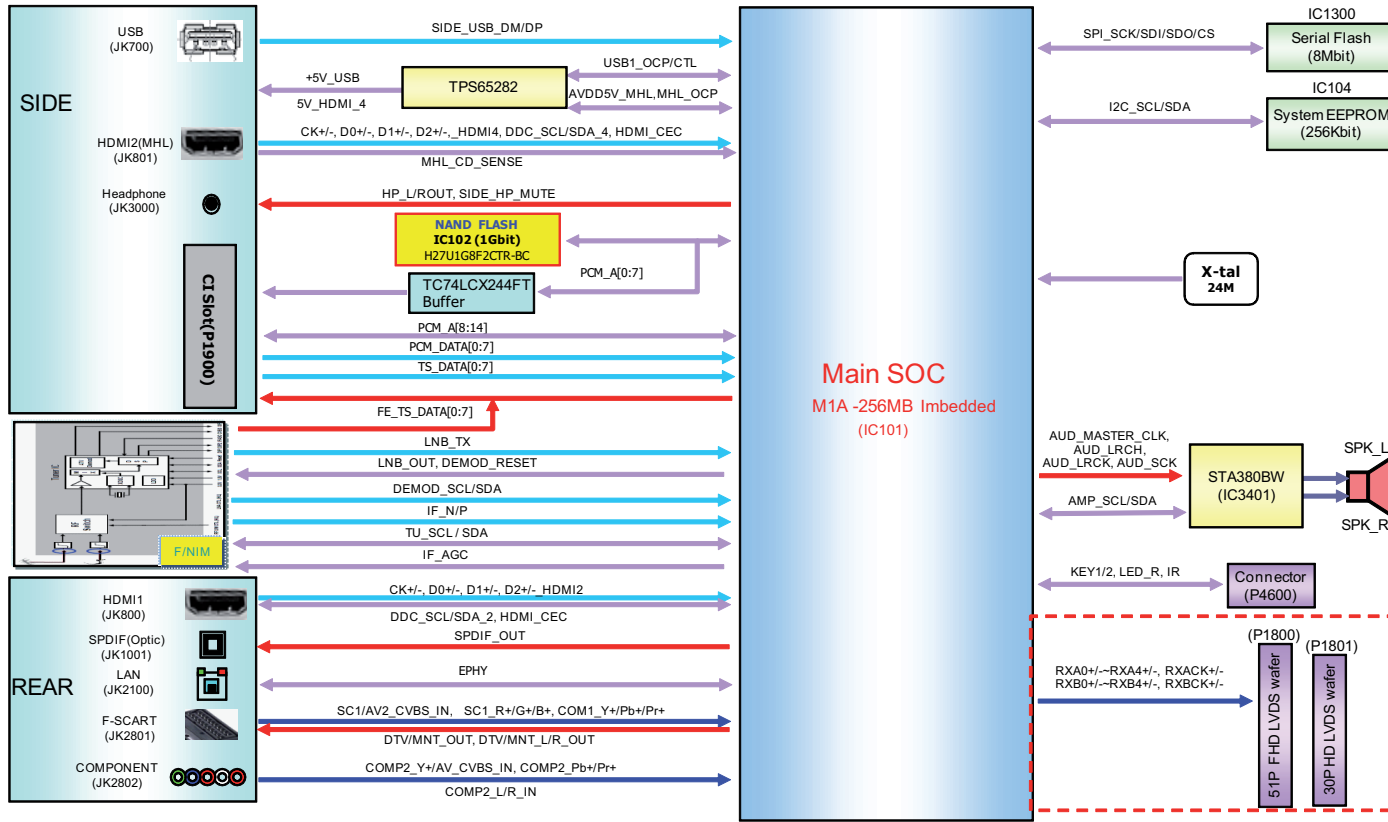 SIDE
USB
(JK700)
HDMI2(MHL)
(JK801)
Headphone
(JK3000)
CI Slot(P1900)
SIDE_USB_DM/DP
+5V_USB
5V_HDMI_4
TPS65282
USB1_OCP/CTL
AVDD5V_MHL,MHL_OCP
CK+/-, D0+/-, D1+/-, D2+/-,_HDMI4, DDC_SCL/SDA_4, HDMI_CEC
MHL_CD_SENSE
HP_L/ROUT, SIDE_HP_MUTE
NAND FLASH
IC102 (1Gbit)
H27U1G8F2CTR-BC
PCM_A[0:7]
TC74LCX244FT
Buffer
PCM_A[8:14]
PCM_DATA[0:7]
TS_DATA[0:7]
FE_TS_DATA[0:7]
F/NIM
LNB_TX
LNB_OUT, DEMOD_RESET
DEMOD_SCL/SDA
IF_N/P
TU_SCL / SDA
IF_AGC
REAR
HDMI1
(JK800)
SPDIF(Optic)
(JK1001)
LAN
(JK2100)
F-SCART
(JK2801)
COMPONENT
(JK2802)
CK+/-, D0+/-, D1+/-, D2+/-_HDMI2
DDC_SCL/SDA_2, HDMI_CEC
SPDIF_OUT
EPHY
SC1/AV2_CVBS_IN, SC1_R+/G+/B+, COM1_Y+/Pb+/Pr+
DTV/MNT_OUT, DTV/MNT_L/R_OUT
COMP2_Y+/AV_CVBS_IN, COMP2_Pb+/Pr+
COMP2_L/R_IN
Main SOC
M1A -256MB Imbedded
(IC101)
SPI_SCK/SDI/SDO/CS
IC1300
Serial Flash
(8Mbit)
I2C_SCL/SDA
IC104
System EEPROM
(256Kbit)
X-tal
24M
AUD_MASTER_CLK,
AUD_LRCH,
AUD_LRCK, AUD_SCK
AMP_SCL/SDA
STA380BW
(IC3401)
SPK_L
SPK_R
KEY1/2, LED_R, IR
Connector
(P4600)
RXA0+/-~RXA4+/-, RXACK+/-
RXB0+/-~RXB4+/-, RXBCK+/-
(P1800)
51P FHD LVDS wafer
(P1801)
30P HD LVDS wafer